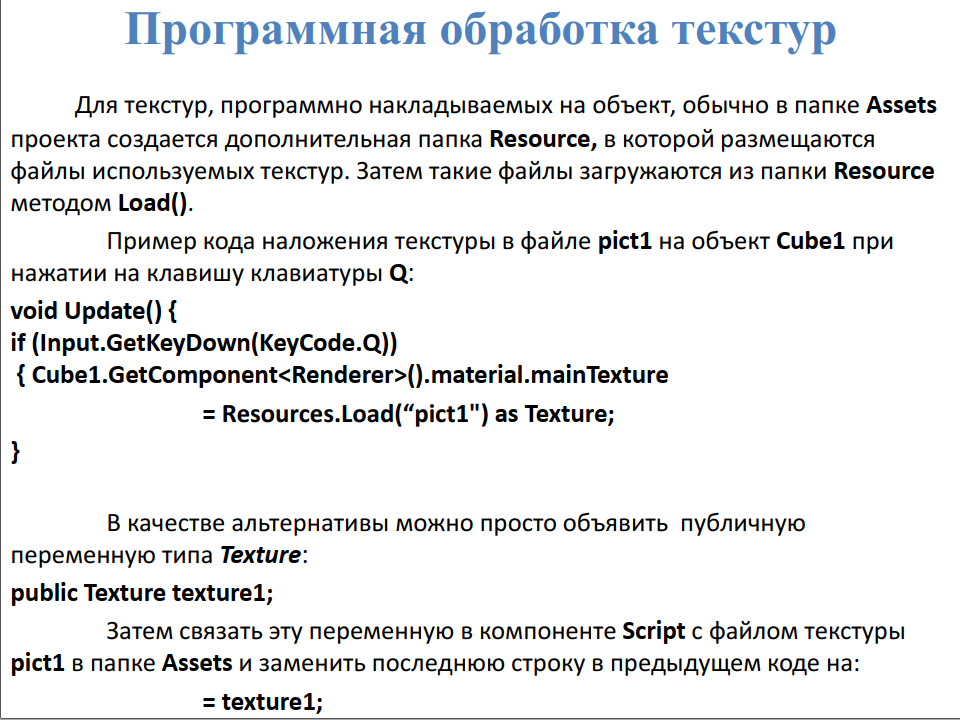 Программная обработка текстур
Для текстур, программно накладываемых на объект, обычно в папке Assets
проекта создается дополнительная папка Resource, в которой размещаются
файлы используемых текстур. Затем такие файлы загружаются из папки Resource
методом Load().
Пример кода наложения текстуры в файле pict1 на объект Cube1 при
нажатии на клавишу клавиатуры Q:
void Update() {
if (Input.GetKeyDown(KeyCode.Q))
{ Cube1.GetComponent<Renderer>().material.mainTexture
= Resources.Load(“pict1") as Texture;
}
В качестве альтернативы можно просто объявить публичную
переменную типа Texture:
public Texture texture1;
Затем связать эту переменную в компоненте Script с файлом текстуры
pict1 в папке Assets и заменить последнюю строку в предыдущем коде на:
= texture1;